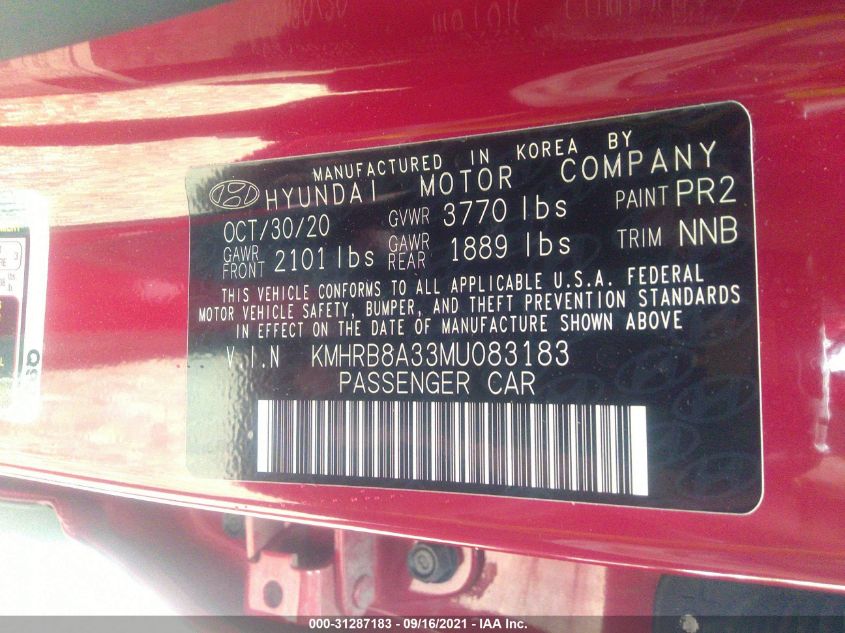 MANUFACTURED IN KOREA BY
HYUNDAI MOTOR COMPANY
OCT/30/20 GVWR 3770 lbs PAINT PR2
GAWR FRONT 2101 lbs GAWR REAR 1889 lbs TRIM NNB
THIS VEHICLE CONFORMS TO ALL APPLICABLE U.S.A. FEDERAL
MOTOR VEHICLE SAFETY, BUMPER, AND THEFT PREVENTION STANDARDS
IN EFFECT ON THE DATE OF MANUFACTURE SHOWN ABOVE
V.I.N KMHRB8A33MU083183
PASSENGER CAR
000-31287183 - 09/16/2021 - IAA Inc.